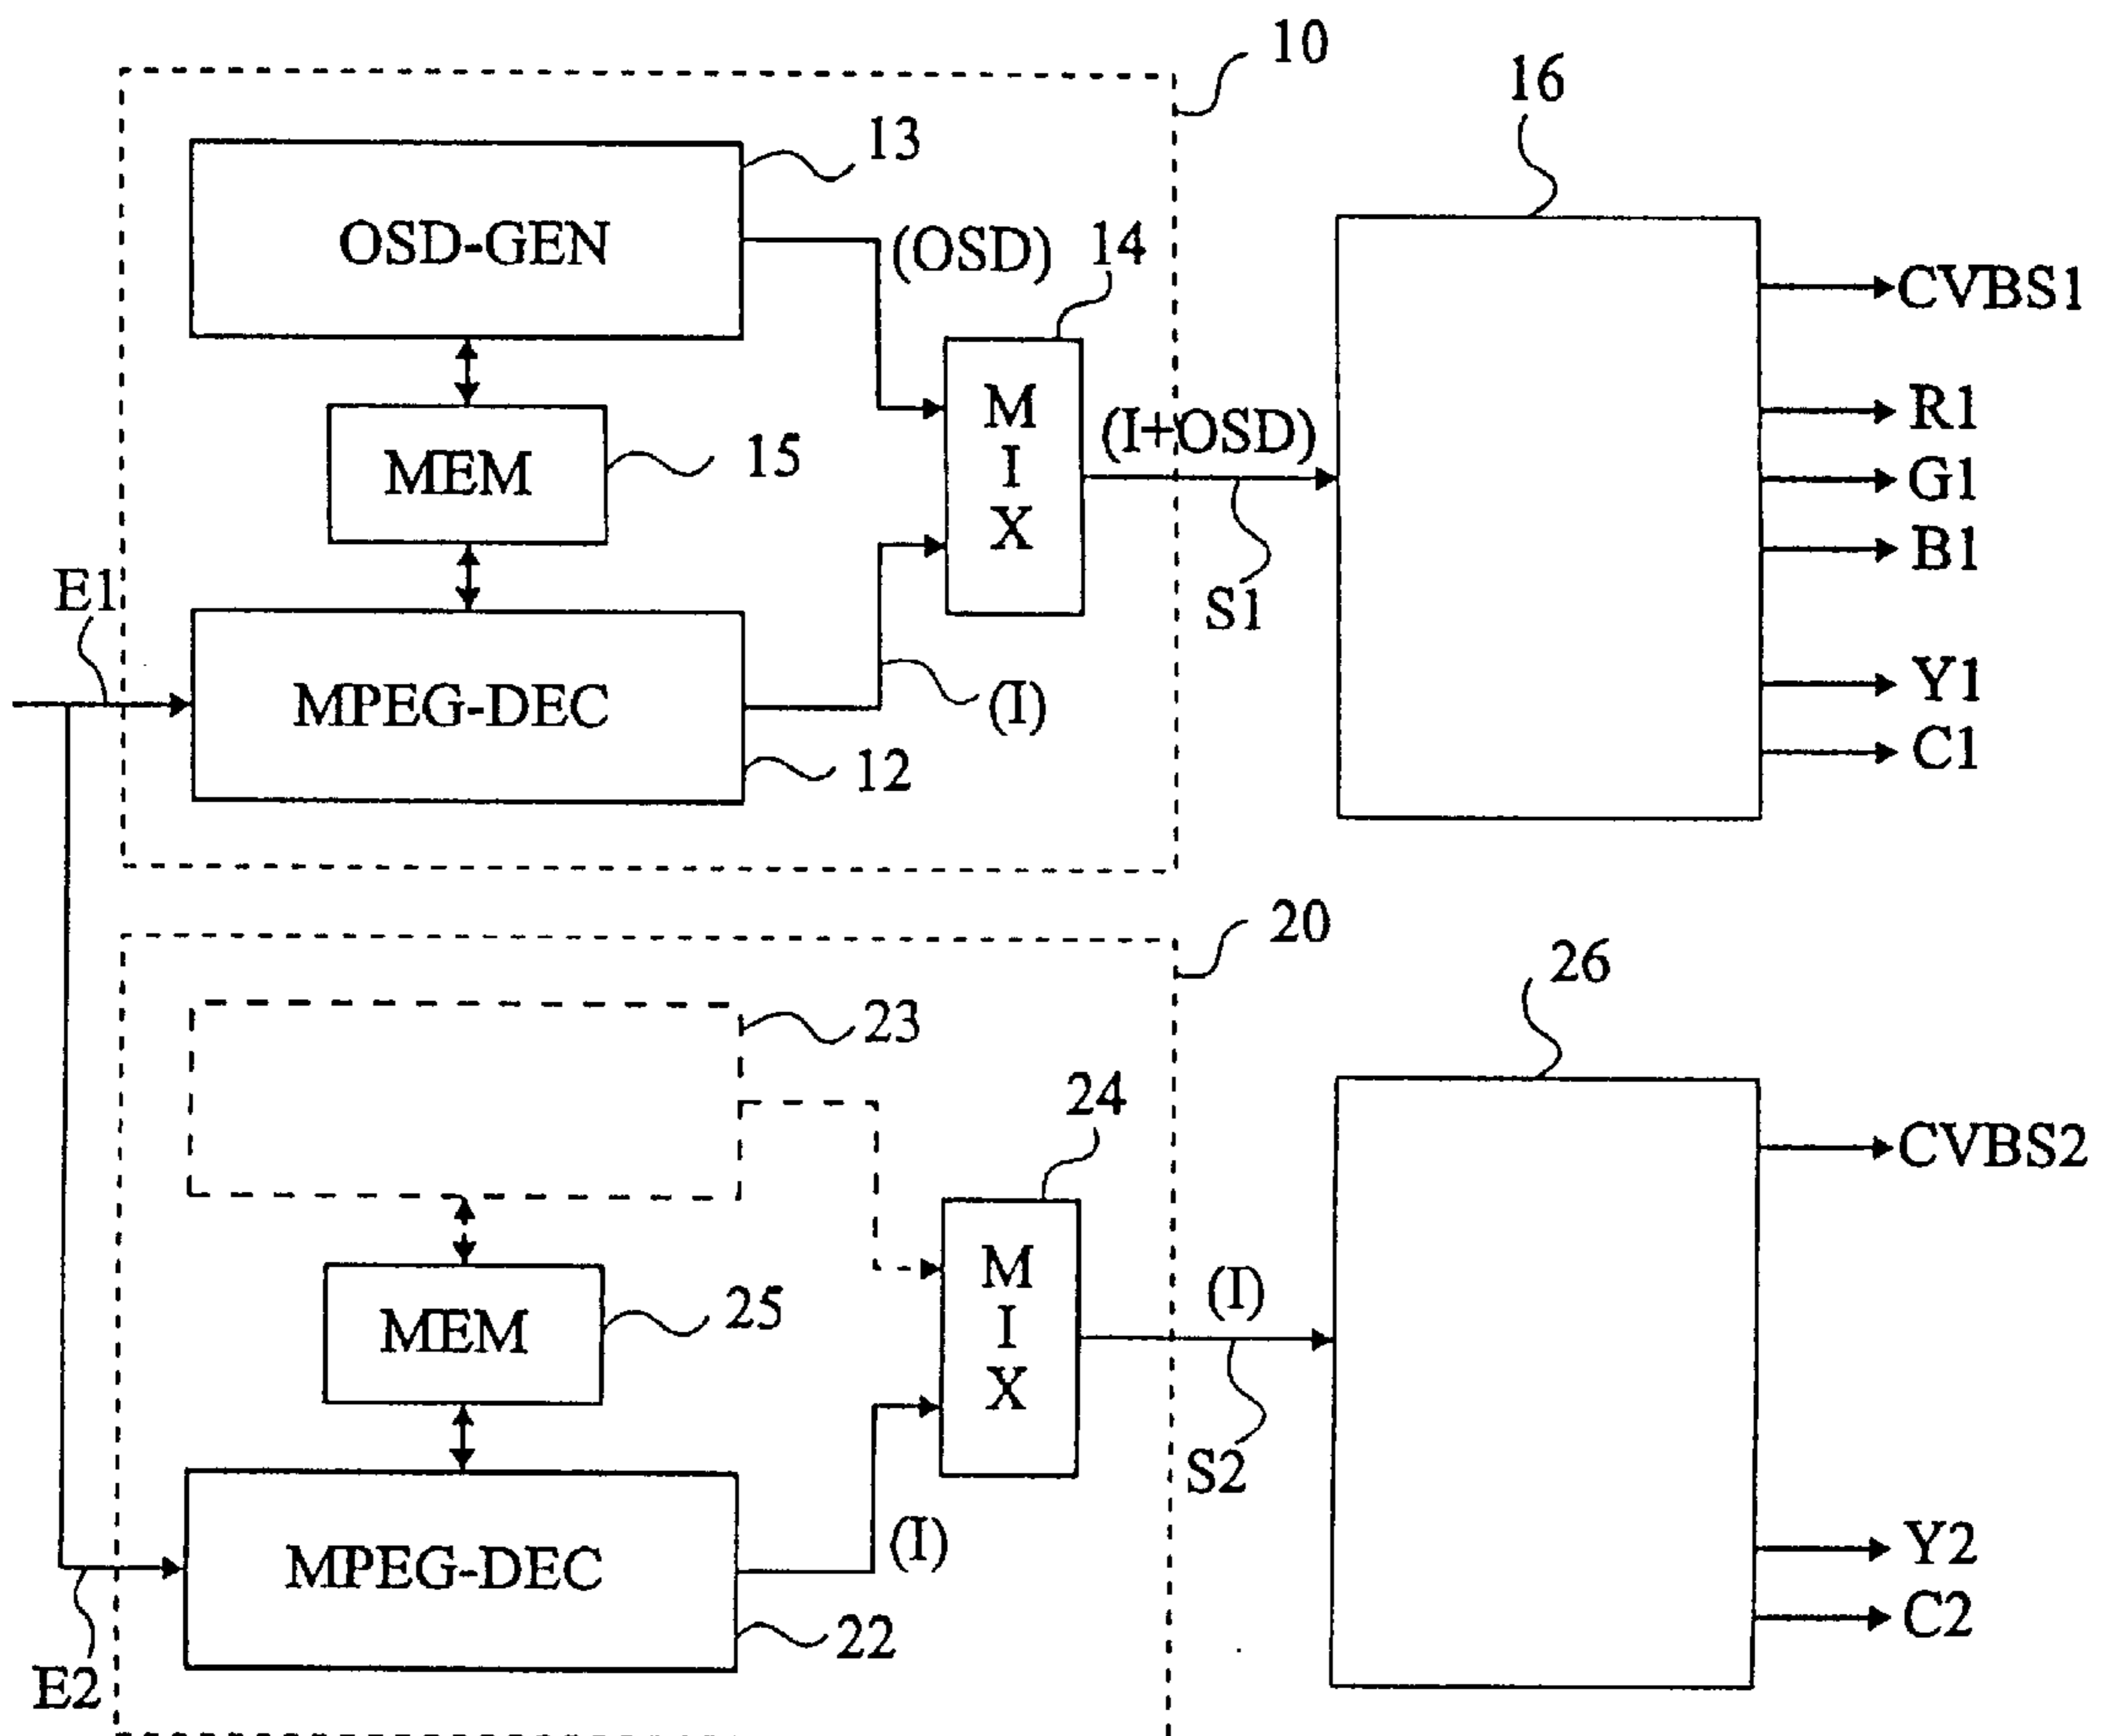 10
16
13
OSD-GEN
(OSD)
14
CVBS1
M
I
X
(I+OSD)
R1
MEM
15
G1
B1
E1
S1
MPEG-DEC
(I)
Y1
12
C1
20
26
23
24
CVBS2
M
I
X
(I)
MEM
25
S2
MPEG-DEC
(I)
Y2
22
C2
E2